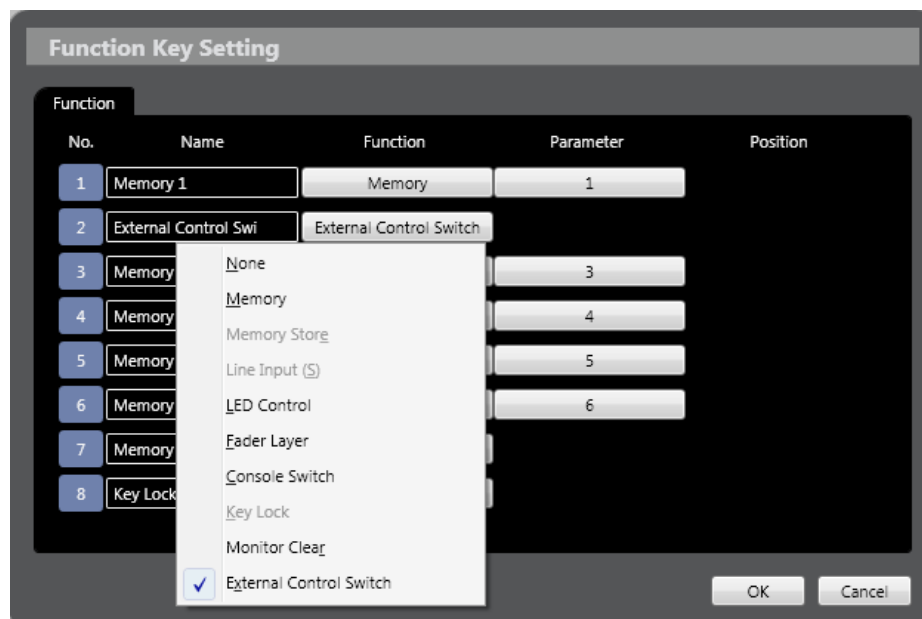 Function Key Setting
Function
No. Name Function Parameter Position
1 Memory 1 Memory 1
2 External Control Swi External Control Switch
3 Memory 3
4 Memory 4
5 Memory 5
6 Memory 6
7 Memory
8 Key Lock
None
Memory
Memory Store
Line Input (S)
LED Control
Fader Layer
Console Switch
Key Lock
Monitor Clear
External Control Switch
OK Cancel